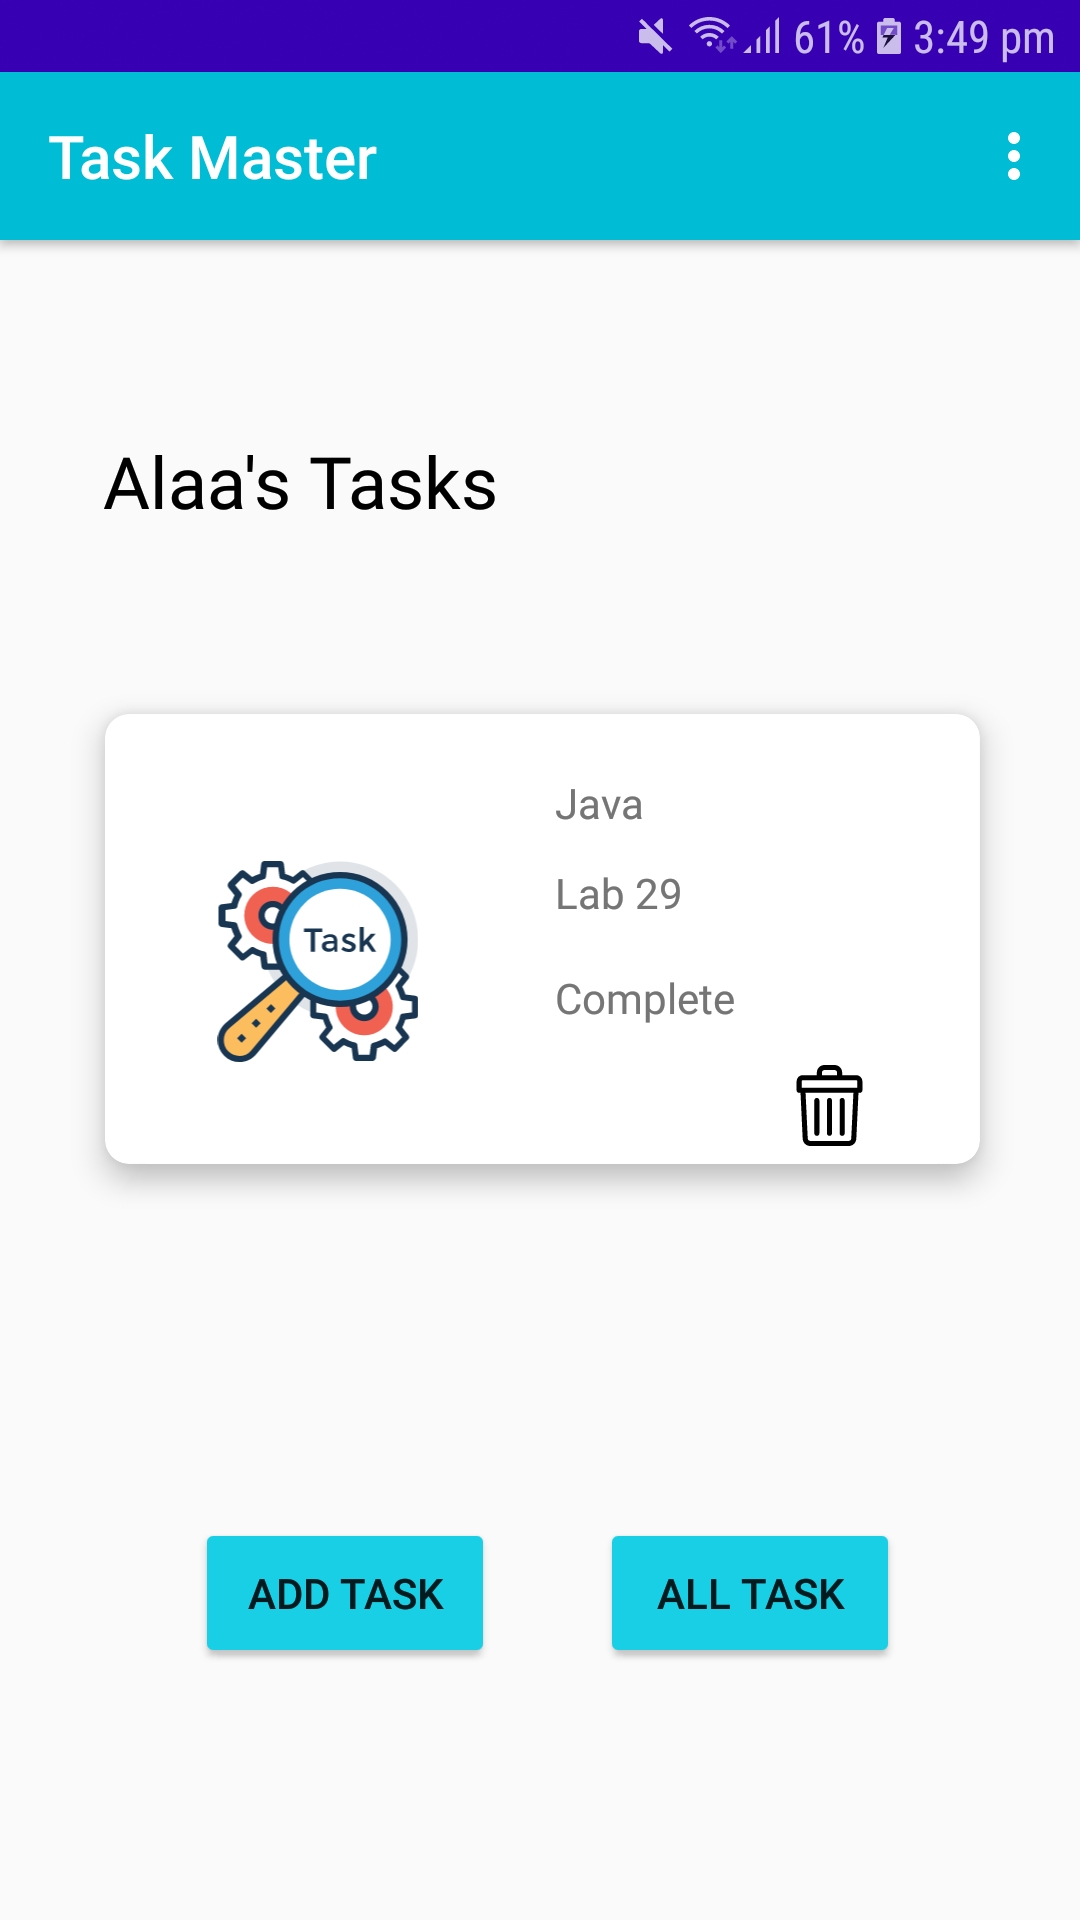 61% 3:49 pm
Task Master
Alaa's Tasks
Java
Lab 29
Task
Complete
ADD TASK
ALL TASK